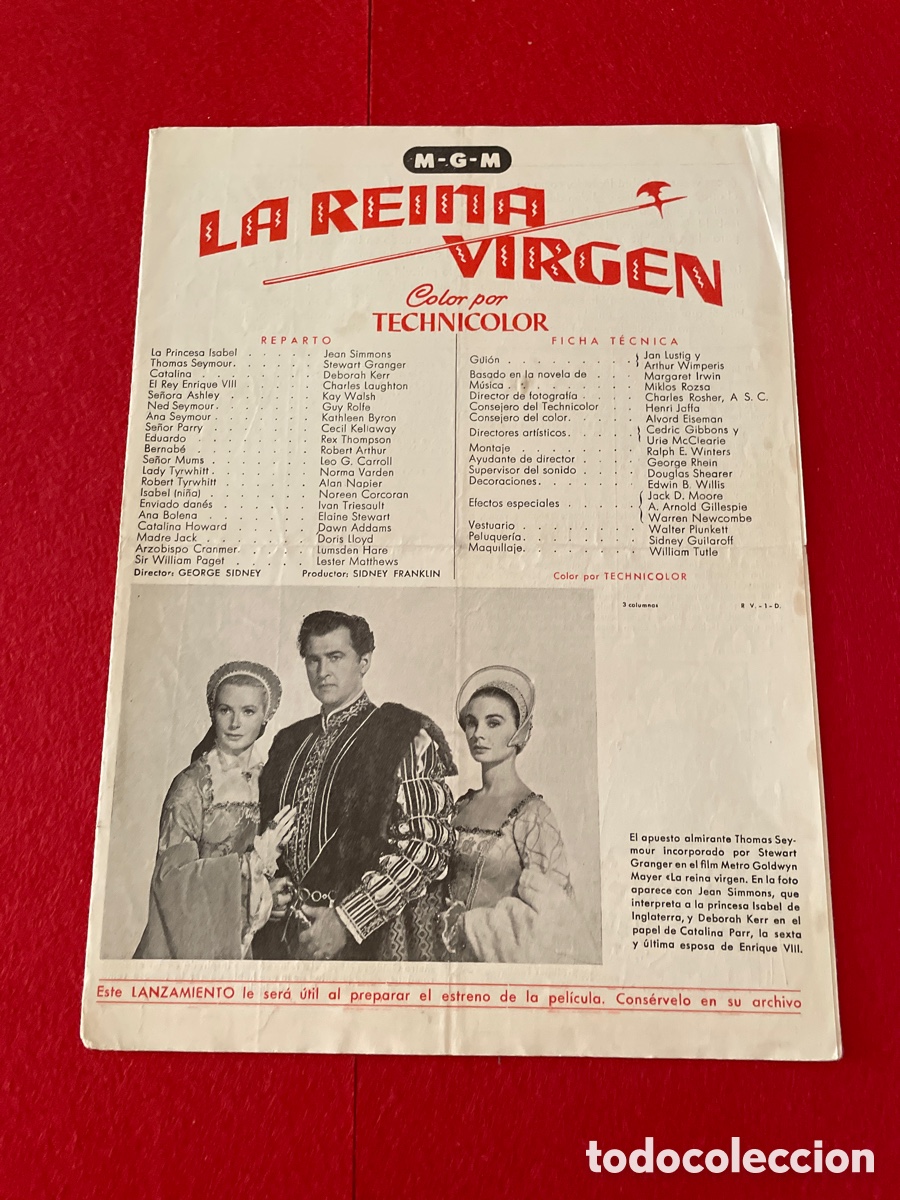 M-G-M
LA REINA
VIRGEN
Color por
TECHNICOLOR
REPARTO
La Princesa Isabel . . . . . Jean Simmons
Thomas Seymour. . . . . . Stewart Granger
Catalina . . . . . . . . Deborah Kerr
El Rey Enrique VIII . . . . . Charles Laughton
Señora Ashley . . . . . . Kay Walsh
Ned Seymour. . . . . . . Guy Rolfe
Ana Seymour. . . . . . . Kathleen Byron
Señor Parry . . . . . . . Cecil Kellaway
Eduardo . . . . . . . . Rex Thompson
Bernabé . . . . . . . . Robert Arthur
Señor Mums . . . . . . . Leo G. Carroll
Lady Tyrwhitt. . . . . . . Norma Varden
Robert Tyrwhitt . . . . . . Alan Napier
Isabel (niña) . . . . . . . Noreen Corcoran
Enviado danés . . . . . . Ivan Triesault
Ana Bolena . . . . . . . Elaine Stewart
Catalina Howard . . . . . Dawn Addams
Madre Jack . . . . . . . Doris Lloyd
Arzobispo Cranmer. . . . . Lumsden Hare
Sir William Paget . . . . . Lester Matthews
Director: GEORGE SIDNEY Productor: SIDNEY FRANKLIN
FICHA TÉCNICA
Guión . . . . . . . . { Jan Lustig y
Arthur Wimperis
Basado en la novela de . . . Margaret Irwin
Música . . . . . . . . Miklos Rozsa
Director de fotografía . . . . Charles Rosher, A. S. C.
Consejero del Technicolor . . Henri Jaffa
Consejero del color. . . . . Alvord Eiseman
Directores artísticos. . . . . { Cedric Gibbons y
Urie McClearie
Montaje . . . . . . . . Ralph E. Winters
Ayudante de director . . . . George Rhein
Supervisor del sonido . . . . Douglas Shearer
Decoraciones. . . . . . . Edwin B. Willis
Efectos especiales . . . . . { Jack D. Moore
A. Arnold Gillespie
Warren Newcombe
Vestuario . . . . . . . Walter Plunkett
Peluquería. . . . . . . Sidney Guilaroff
Maquillaje. . . . . . . William Tutle
Color por TECHNICOLOR
3 columnas R V. - 1 - D.
El apuesto almirante Thomas Sey-
mour incorporado por Stewart
Granger en el film Metro Goldwyn
Mayer «La reina virgen. En la foto
aparece con Jean Simmons, que
interpreta a la princesa Isabel de
Inglaterra, y Deborah Kerr en el
papel de Catalina Parr, la sexta
y última esposa de Enrique VIII.
Este LANZAMIENTO le será útil al preparar el estreno de la película. Consérvelo en su archivo
todocoleccion